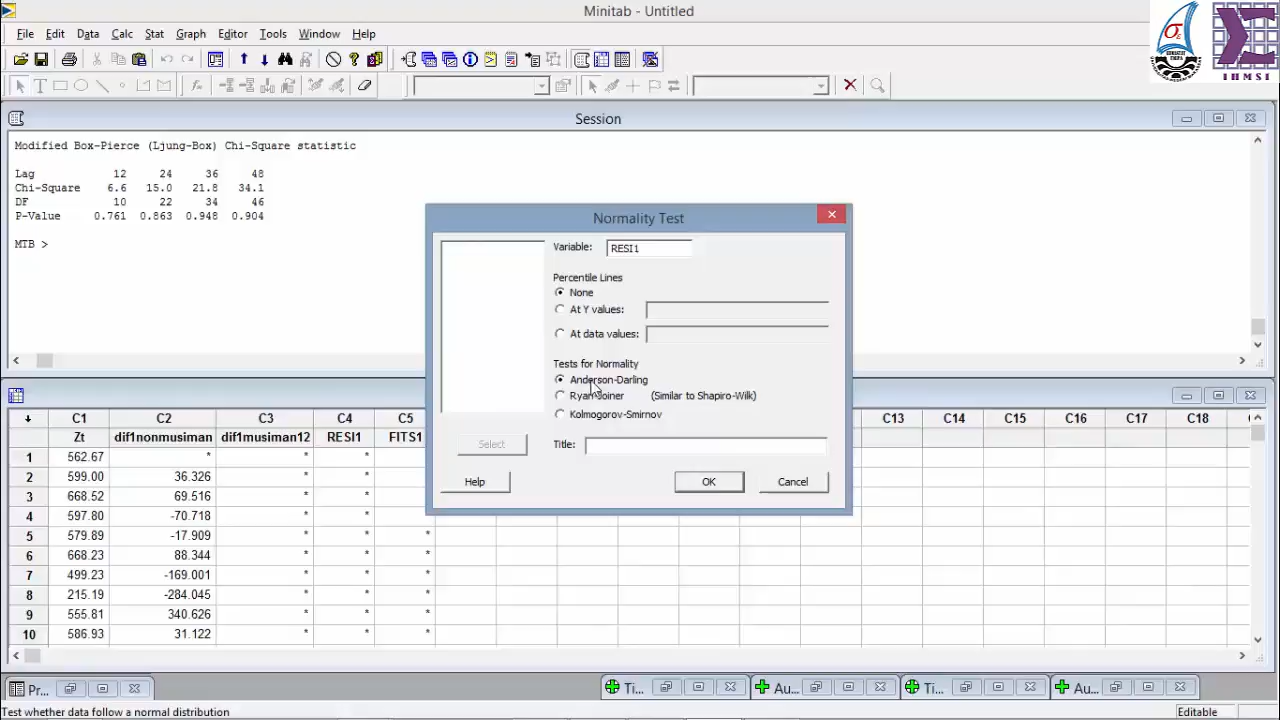 Minitab - Untitled
File Edit Data Calc Stat Graph Editor Tools Window Help
IHMSI
Session
Modified Box-Pierce (Ljung-Box) Chi-Square statistic
Lag 12 24 36 48
Chi-Square 6.6 15.0 21.8 34.1
DF 10 22 34 46
P-Value 0.761 0.863 0.948 0.904
MTB >
Normality Test
Variable: RESI1
Percentile Lines
None
At Y values:
At data values:
Tests for Normality
Anderson-Darling
Ryan-Joiner (Similar to Shapiro-Wilk)
Kolmogorov-Smirnov
Select
Title:
Help OK Cancel
C1 C2 C3 C4 C5 C13 C14 C15 C16 C17 C18
Zt dif1nonmusiman dif1musiman12 RESI1 FITS1
1 562.67 * * *
2 599.00 36.326 * *
3 668.52 69.516 * *
4 597.80 -70.718 * *
5 579.89 -17.909 * * *
6 668.23 88.344 * * *
7 499.23 -169.001 * * *
8 215.19 -284.045 * * *
9 555.81 340.626 * * *
10 586.93 31.122 * * *
Pr... Ti... Au... Ti... Au...
Test whether data follow a normal distribution
Editable